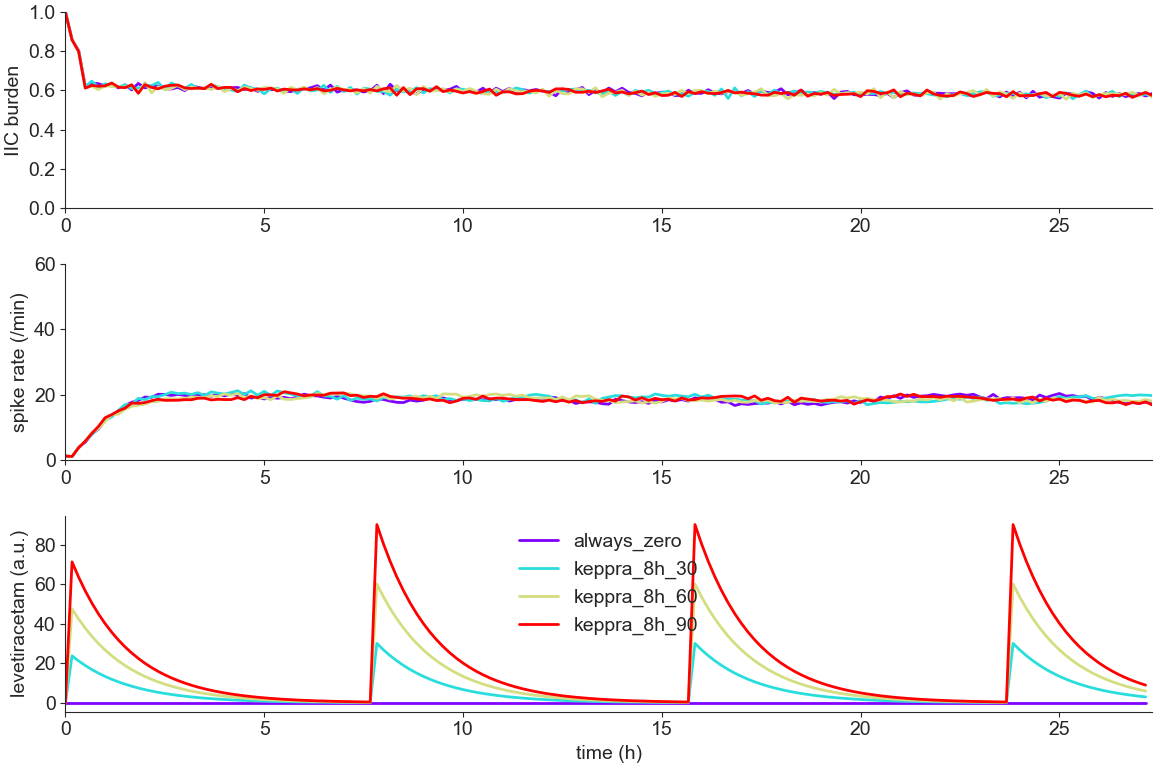 1.0
0.8
0.6
0.4
0.2
0.0
IIC burden
0 5 10 15 20 25
60
40
20
0
spike rate (/min)
0 5 10 15 20 25
80
60
40
20
0
levetiracetam (a.u.)
always_zero
keppra_8h_30
keppra_8h_60
keppra_8h_90
0 5 10 15 20 25
time (h)